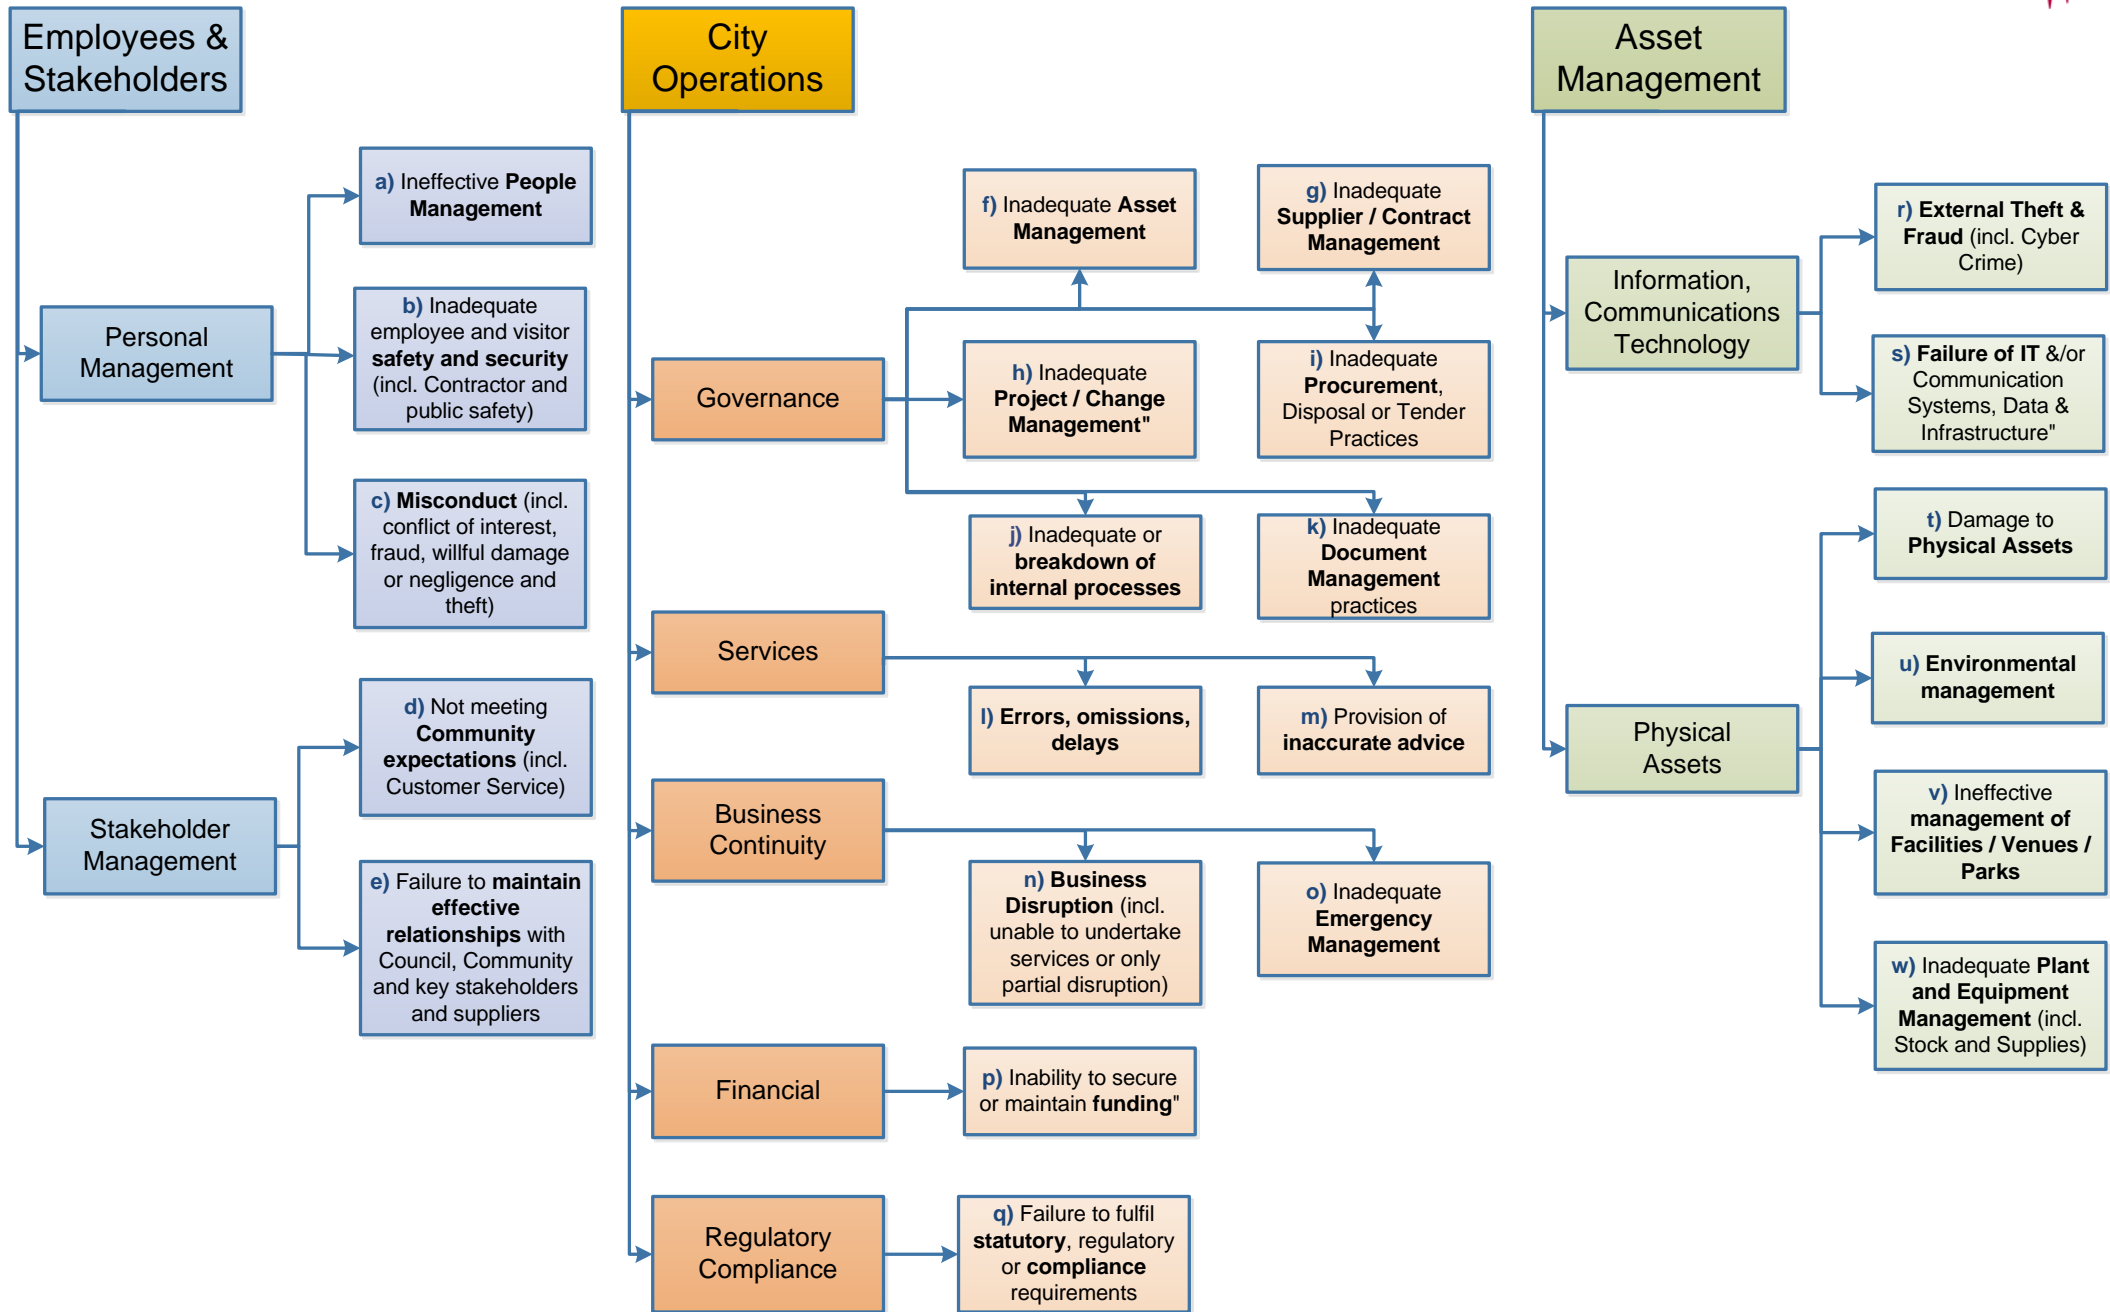 Employees &
Stakeholders
Personal
Management
a) Ineffective People
Management
b) Inadequate
employee and visitor
safety and security
(incl. Contractor and
public safety)
c) Misconduct (incl.
conflict of interest,
fraud, willful damage
or negligence and
theft)
Stakeholder
Management
d) Not meeting
Community
expectations (incl.
Customer Service)
e) Failure to maintain
effective
relationships with
Council, Community
and key stakeholders
and suppliers
City
Operations
Governance
f) Inadequate Asset
Management
g) Inadequate
Supplier / Contract
Management
h) Inadequate
Project / Change
Management"
i) Inadequate
Procurement,
Disposal or Tender
Practices
j) Inadequate or
breakdown of
internal processes
k) Inadequate
Document
Management
practices
Services
l) Errors, omissions,
delays
m) Provision of
inaccurate advice
Business
Continuity
n) Business
Disruption (incl.
unable to undertake
services or only
partial disruption)
o) Inadequate
Emergency
Management
Financial
p) Inability to secure
or maintain funding"
Regulatory
Compliance
q) Failure to fulfil
statutory, regulatory
or compliance
requirements
Asset
Management
Information,
Communications
Technology
r) External Theft &
Fraud (incl. Cyber
Crime)
s) Failure of IT &/or
Communication
Systems, Data &
Infrastructure"
Physical
Assets
t) Damage to
Physical Assets
u) Environmental
management
v) Ineffective
management of
Facilities / Venues /
Parks
w) Inadequate Plant
and Equipment
Management (incl.
Stock and Supplies)